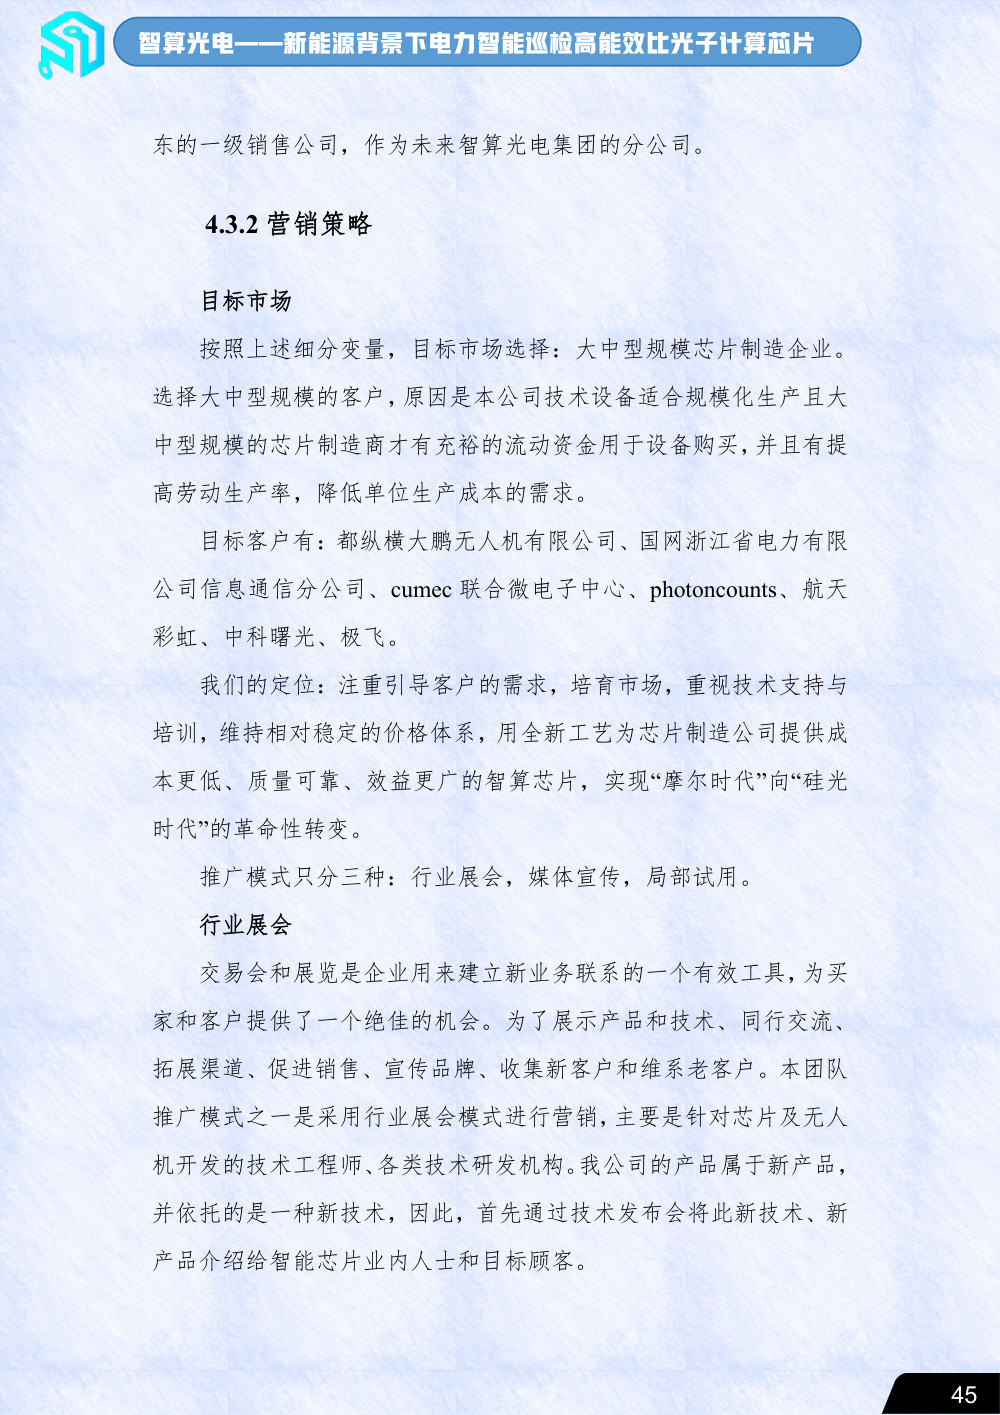 智算光电——新能源背景下电力智能巡检高能效比光子计算芯片
东的一级销售公司，作为未来智算光电集团的分公司。
4.3.2 营销策略
目标市场
按照上述细分变量，目标市场选择：大中型规模芯片制造企业。
选择大中型规模的客户，原因是本公司技术设备适合规模化生产且大
中型规模的芯片制造商才有充裕的流动资金用于设备购买，并且有提
高劳动生产率，降低单位生产成本的需求。
目标客户有：都纵横大鹏无人机有限公司、国网浙江省电力有限
公司信息通信分公司、cumec 联合微电子中心、photoncounts、航天
彩虹、中科曙光、极飞。
我们的定位：注重引导客户的需求，培育市场，重视技术支持与
培训，维持相对稳定的价格体系，用全新工艺为芯片制造公司提供成
本更低、质量可靠、效益更广的智算芯片，实现“摩尔时代”向“硅光
时代”的革命性转变。
推广模式只分三种：行业展会，媒体宣传，局部试用。
行业展会
交易会和展览是企业用来建立新业务联系的一个有效工具，为买
家和客户提供了一个绝佳的机会。为了展示产品和技术、同行交流、
拓展渠道、促进销售、宣传品牌、收集新客户和维系老客户。本团队
推广模式之一是采用行业展会模式进行营销，主要是针对芯片及无人
机开发的技术工程师、各类技术研发机构。我公司的产品属于新产品，
并依托的是一种新技术，因此，首先通过技术发布会将此新技术、新
产品介绍给智能芯片业内人士和目标顾客。
45